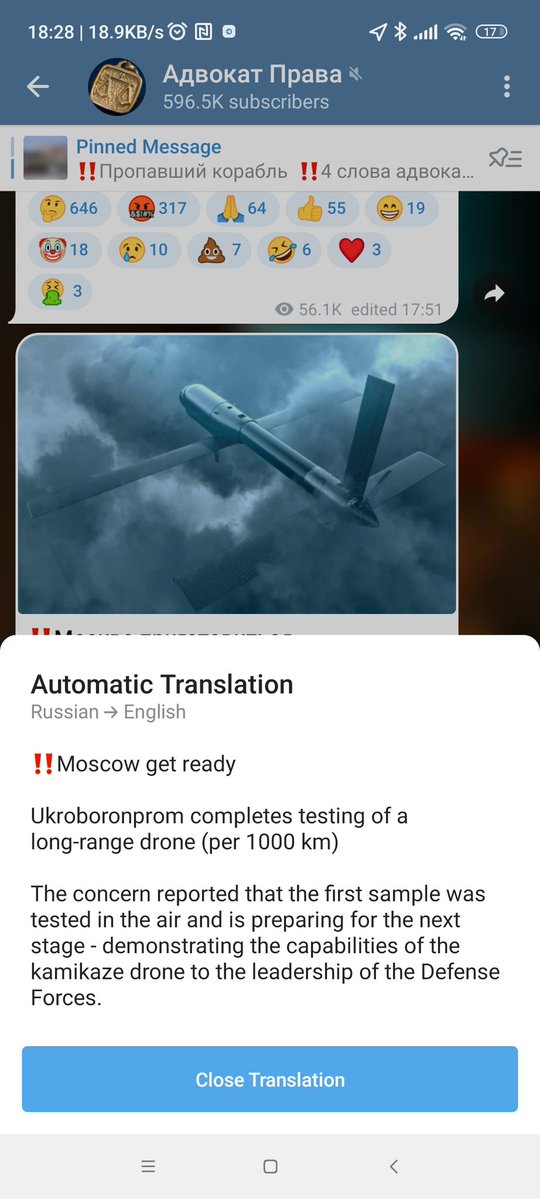 18:28 | 18.9KB/s
17
Адвокат Права
596.5K subscribers
Pinned Message
‼️Пропавший корабль ‼️4 слова адвока...
646 317 64 55 19
&$!#%
18 10 7 6 3
3
56.1K edited 17:51
Automatic Translation
Russian → English
‼️Moscow get ready
Ukroboronprom completes testing of a
long-range drone (per 1000 km)
The concern reported that the first sample was
tested in the air and is preparing for the next
stage - demonstrating the capabilities of the
kamikaze drone to the leadership of the Defense
Forces.
Close Translation